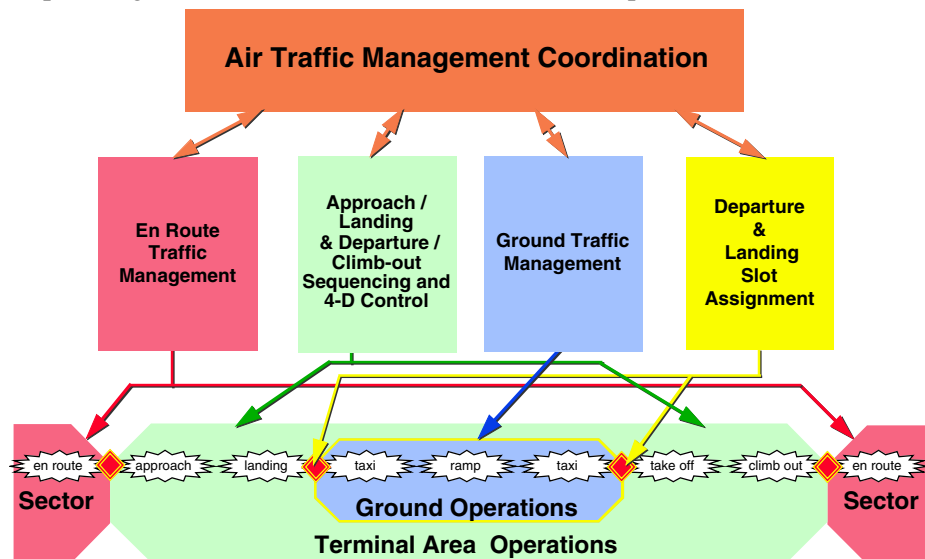 Air Traffic Management Coordination
En Route
Traffic
Management
Approach /
Landing
& Departure /
Climb-out
Sequencing and
4-D Control
Ground Traffic
Management
Departure
&
Landing
Slot
Assignment
en route
approach
landing
taxi
ramp
taxi
take off
climb out
en route
Sector
Ground Operations
Sector
Terminal Area Operations